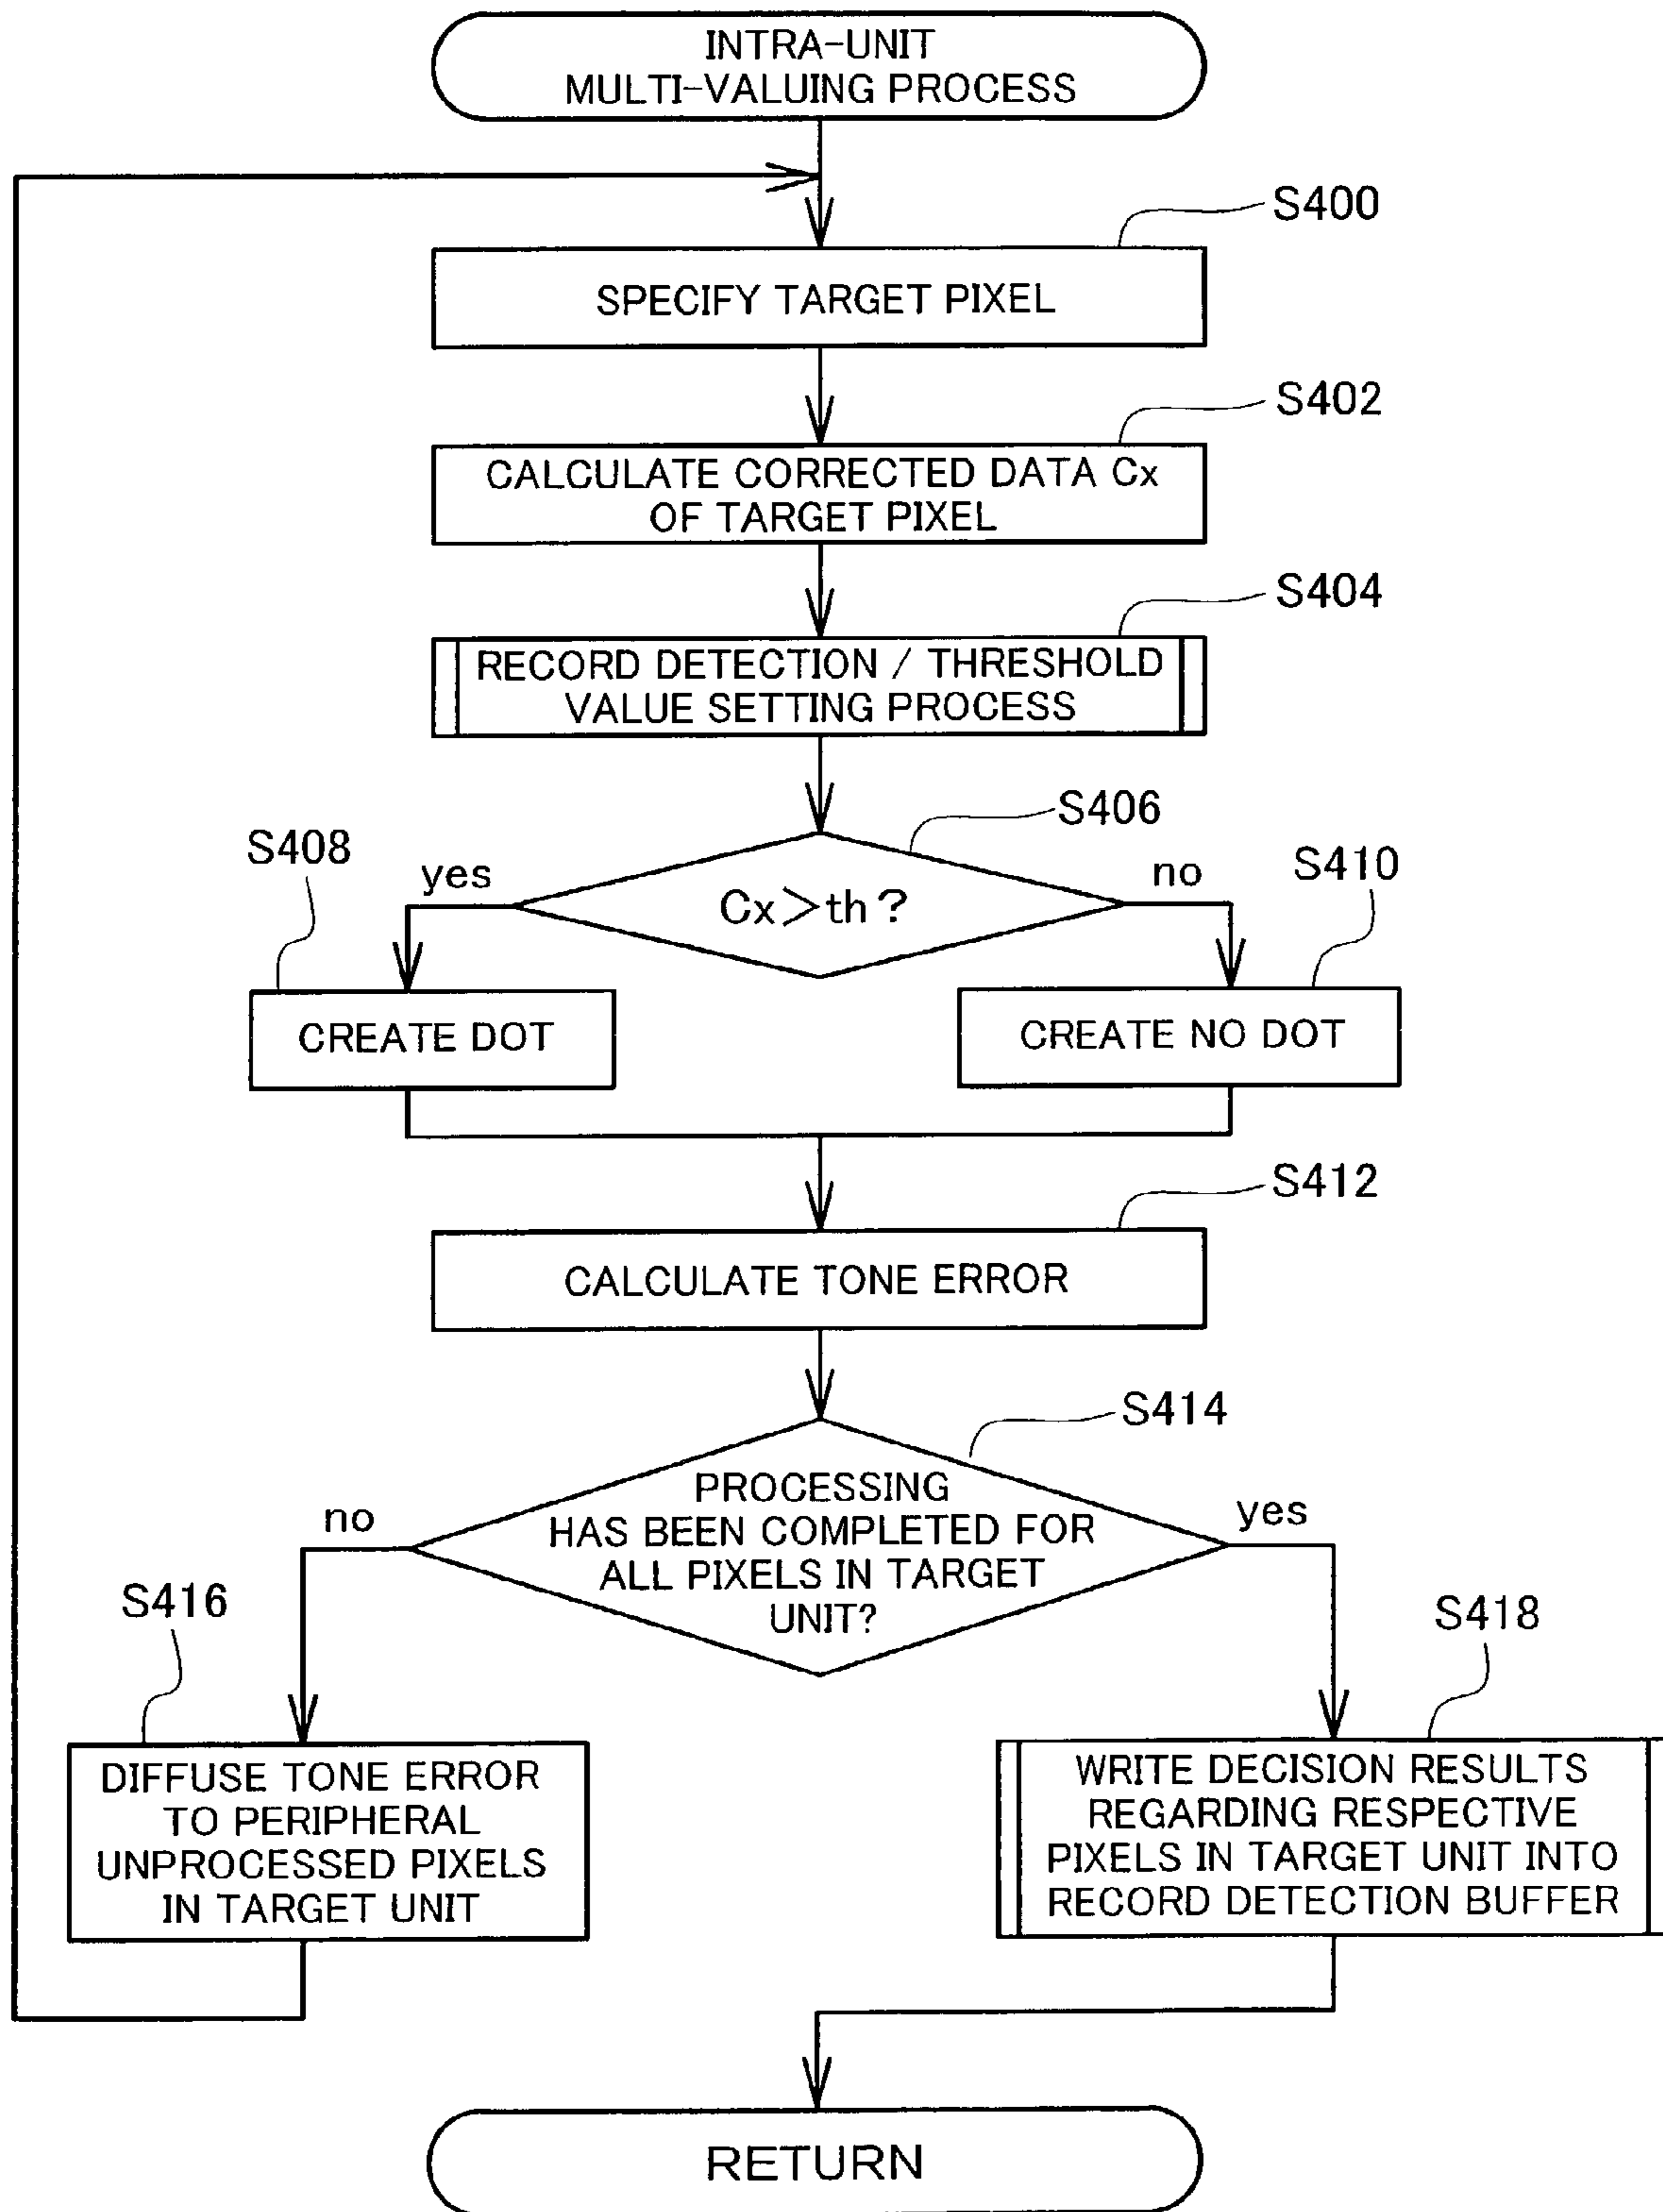 INTRA-UNIT
MULTI-VALUING PROCESS
S400
SPECIFY TARGET PIXEL
S402
CALCULATE CORRECTED DATA Cx
OF TARGET PIXEL
S404
RECORD DETECTION / THRESHOLD
VALUE SETTING PROCESS
S406
S408
yes
Cx>th?
no
S410
CREATE DOT
CREATE NO DOT
S412
CALCULATE TONE ERROR
S414
no
PROCESSING
HAS BEEN COMPLETED FOR
ALL PIXELS IN TARGET
UNIT?
yes
S416
S418
DIFFUSE TONE ERROR
TO PERIPHERAL
UNPROCESSED PIXELS
IN TARGET UNIT
WRITE DECISION RESULTS
REGARDING RESPECTIVE
PIXELS IN TARGET UNIT INTO
RECORD DETECTION BUFFER
RETURN